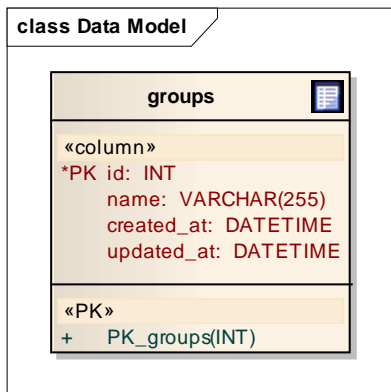 class Data Model
groups
«column»
*PK id: INT
name: VARCHAR(255)
created_at: DATETIME
updated_at: DATETIME
«PK»
+ PK_groups(INT)